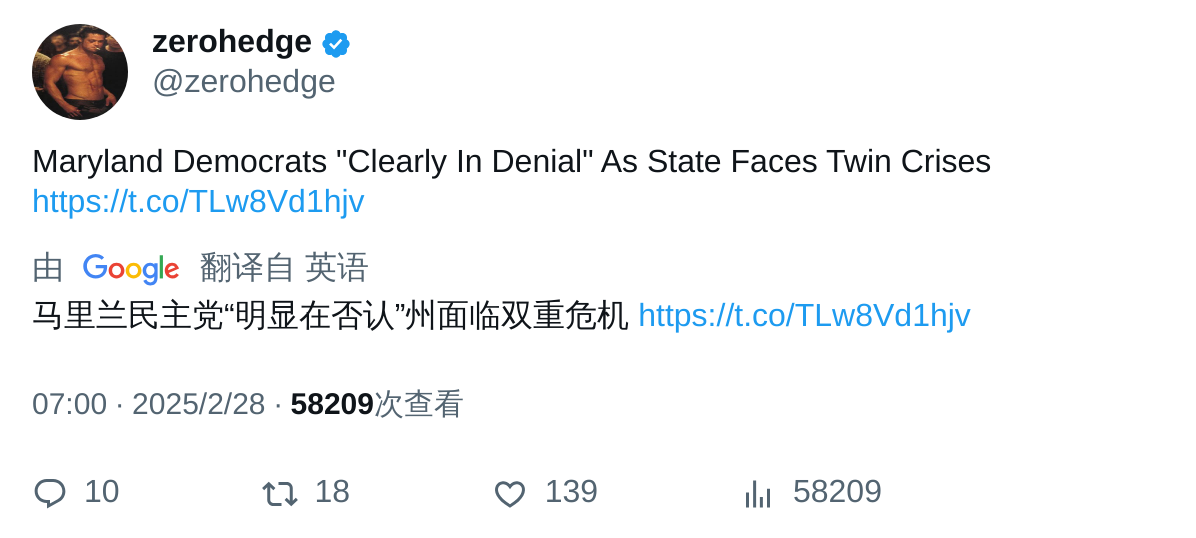 zerohedge
@zerohedge
Maryland Democrats "Clearly In Denial" As State Faces Twin Crises
https://t.co/TLw8Vd1hjv
由 Google 翻译自 英语
马里兰民主党“明显在否认”州面临双重危机 https://t.co/TLw8Vd1hjv
07:00 · 2025/2/28 · 58209次查看
10 18 139 58209